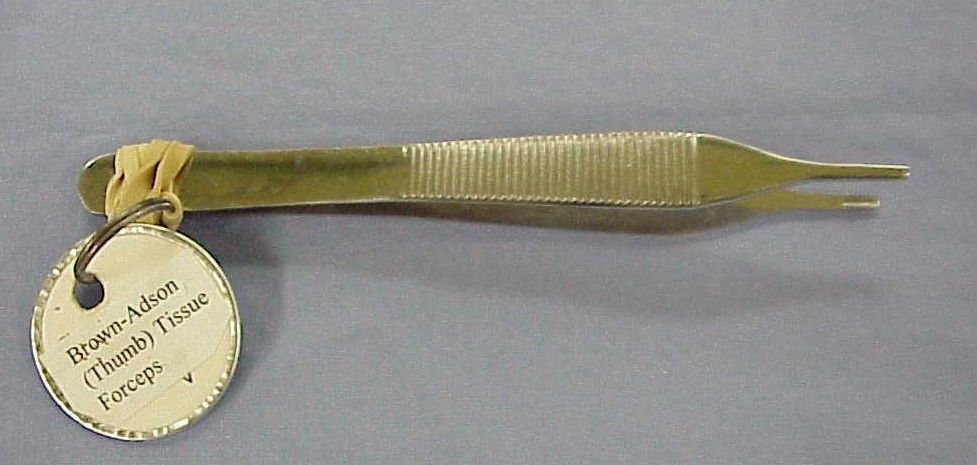 Brown-Adson
(Thumb) Tissue
Forceps
v